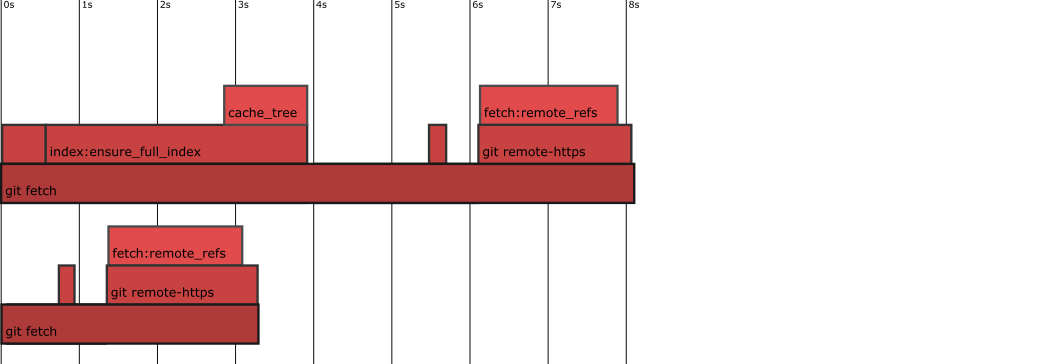 0s 1s 2s 3s 4s 5s 6s 7s 8s
cache_tree fetch:remote_refs
index:ensure_full_index git remote-https
git fetch
fetch:remote_refs
git remote-https
git fetch